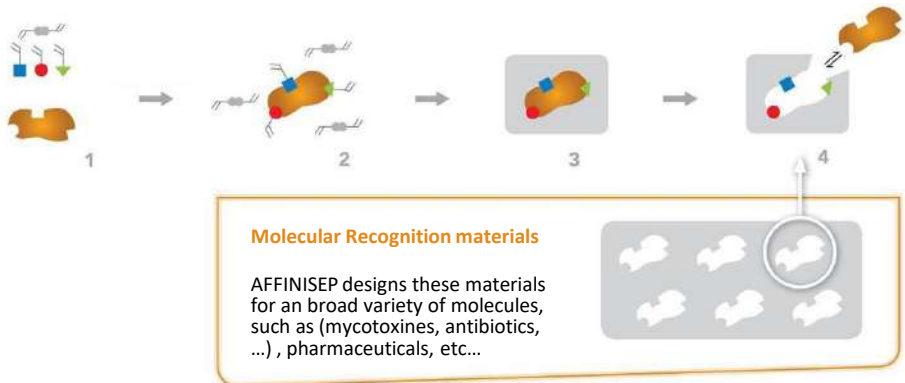 1
2
3
4
Molecular Recognition materials
AFFINISEP designs these materials
for an broad variety of molecules,
such as (mycotoxines, antibiotics,
…) , pharmaceuticals, etc…